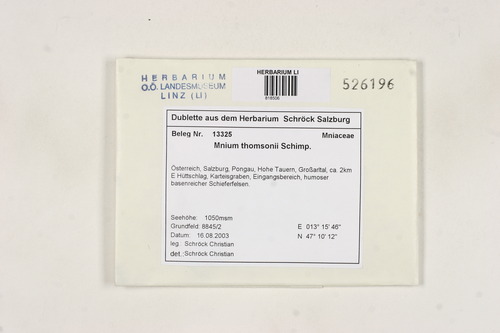 HERBARIUM
O.Ö. LANDESMUSEUM
LINZ (LI)
HERBARIUM LI
526196
Dublette aus dem Herbarium Schröck Salzburg
Beleg Nr. 13325 Mniaceae
Mnium thomsonii Schimp.
Österreich, Salzburg, Pongau, Hohe Tauern, Großarltal, ca. 2km
E Hüttschlag, Karteisgraben, Eingangsbereich, humoser
basenreicher Schieferfelsen.
Seehöhe: 1050msm
Grundfeld: 8845/2 E 013° 15' 46"
Datum: 16.08.2003 N 47° 10' 12"
leg. Schröck Christian
det.: Schröck Christian